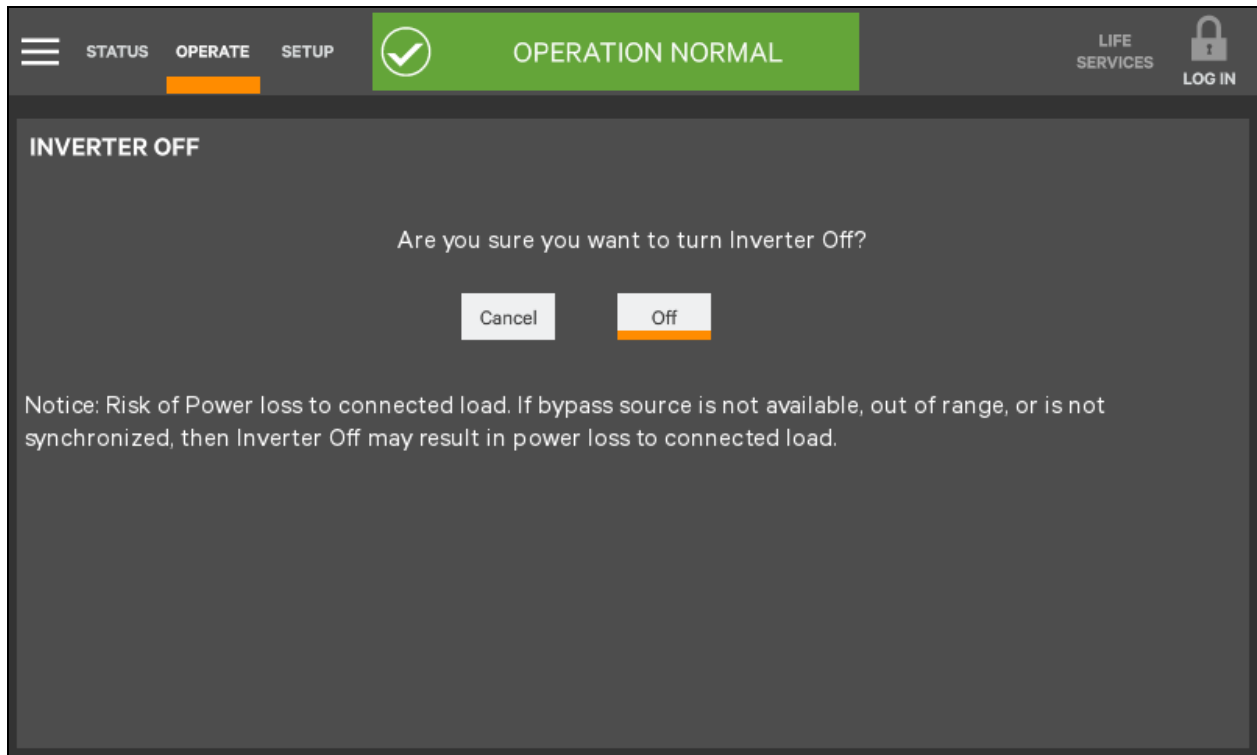 STATUS OPERATE SETUP OPERATION NORMAL LIFE SERVICES LOG IN
INVERTER OFF
Are you sure you want to turn Inverter Off?
Cancel Off
Notice: Risk of Power loss to connected load. If bypass source is not available, out of range, or is not
synchronized, then Inverter Off may result in power loss to connected load.